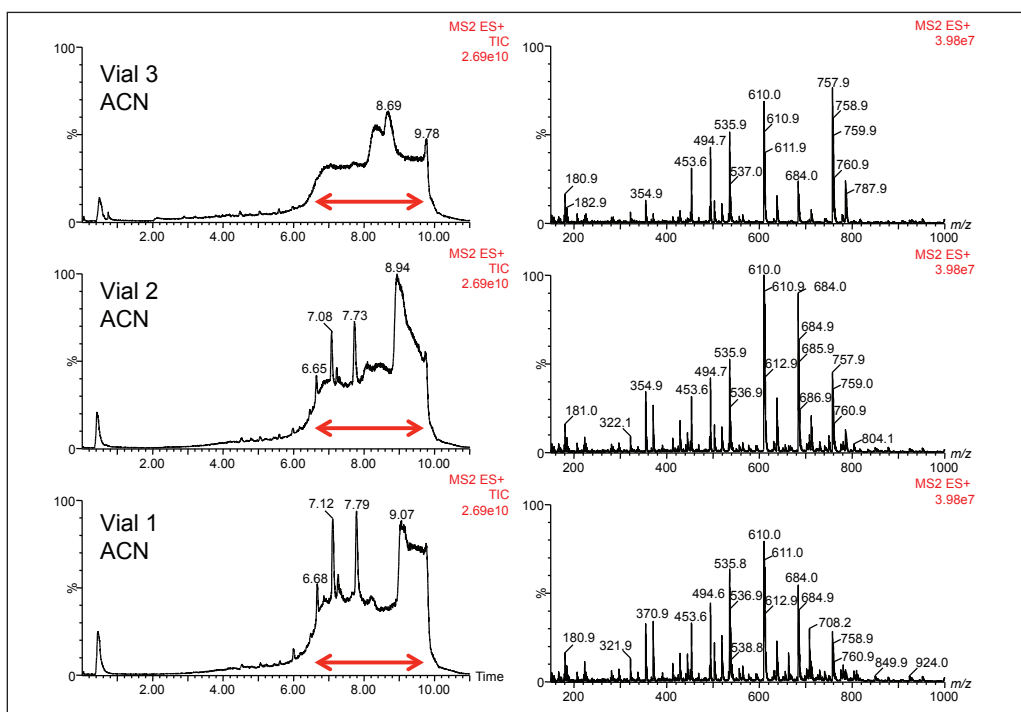 MS2 ES+
TIC
2.69e10
100
Vial 3
ACN
%
0
8.69
9.78
2.00 4.00 6.00 8.00 10.00
MS2 ES+
3.98e7
100
%
0
757.9
610.0
758.9
610.9
535.9
759.9
494.7
611.9
453.6
537.0
684.0
760.9
180.9
354.9
787.9
182.9
200 400 600 800 1000
m/z
MS2 ES+
TIC
2.69e10
100
Vial 2
ACN
%
0
8.94
7.08
7.73
6.65
2.00 4.00 6.00 8.00 10.00
MS2 ES+
3.98e7
100
%
0
610.0
610.9
684.0
684.9
535.9
685.9
494.7
757.9
354.9
453.6
612.9
759.0
536.9
686.9
181.0
760.9
322.1
804.1
200 400 600 800 1000
m/z
MS2 ES+
TIC
2.69e10
100
Vial 1
ACN
%
0
7.12
7.79
9.07
6.68
2.00 4.00 6.00 8.00 10.00
Time
MS2 ES+
3.98e7
100
%
0
610.0
611.0
535.8
684.0
494.6
536.9
612.9
684.9
370.9
453.6
708.2
538.8
758.9
180.9
321.9
760.9
849.9
924.0
200 400 600 800 1000
m/z